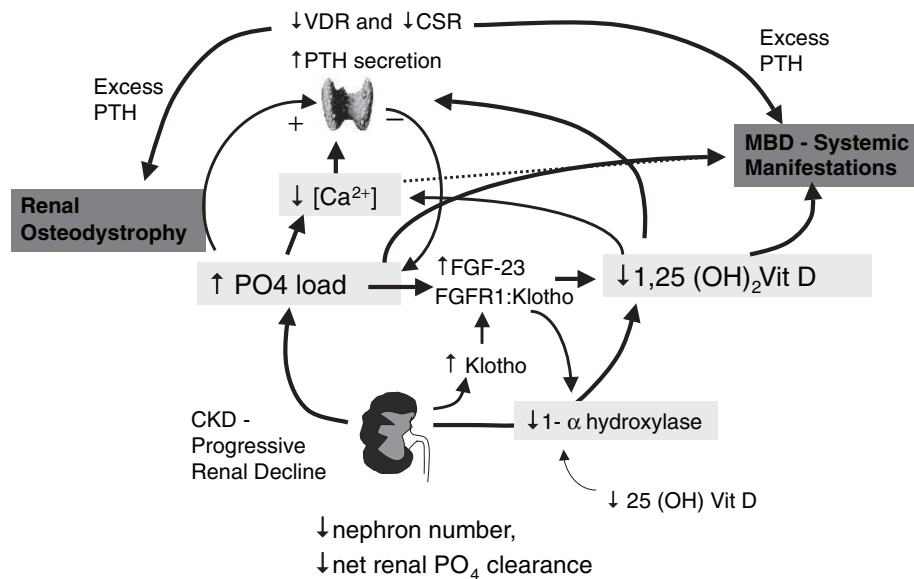 ↓VDR and ↓CSR
↑PTH secretion
Excess
PTH
Excess
PTH
+
−
MBD - Systemic
Manifestations
↓ [Ca²⁺]
Renal
Osteodystrophy
↑ PO4 load
↑FGF-23
FGFR1:Klotho
↓1,25 (OH)₂Vit D
↑ Klotho
CKD -
Progressive
Renal Decline
↓1- α hydroxylase
↓ 25 (OH) Vit D
↓nephron number,
↓net renal PO₄ clearance